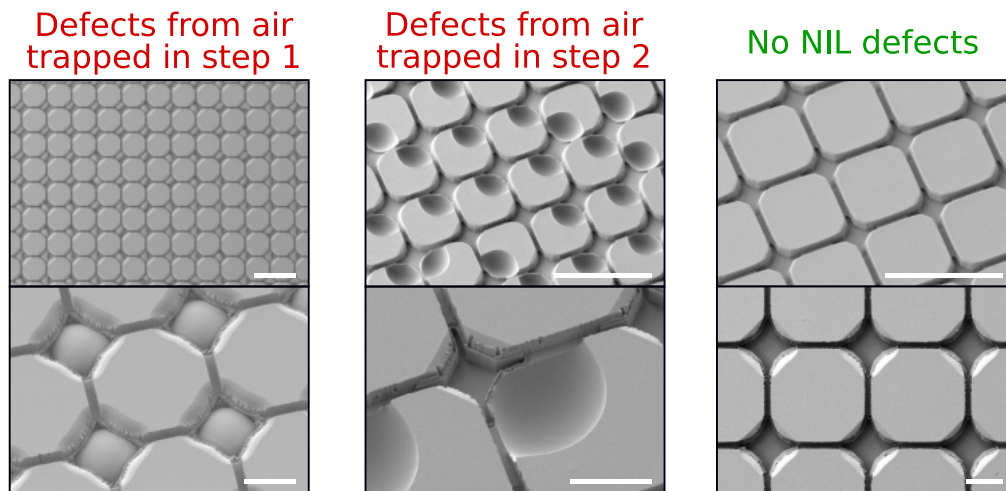 Defects from air
trapped in step 1
Defects from air
trapped in step 2
No NIL defects